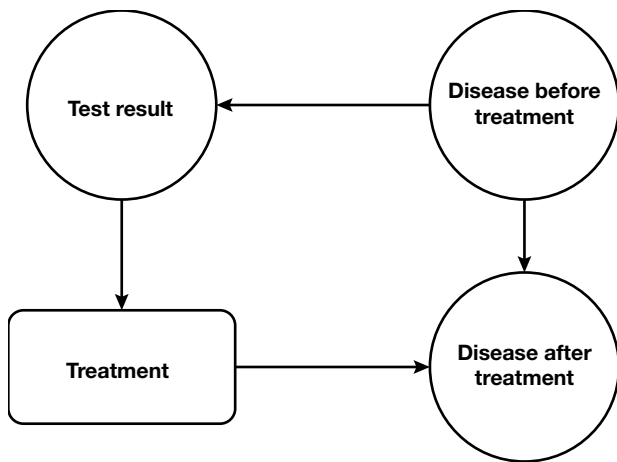 Test result
Disease before
treatment
Treatment
Disease after
treatment